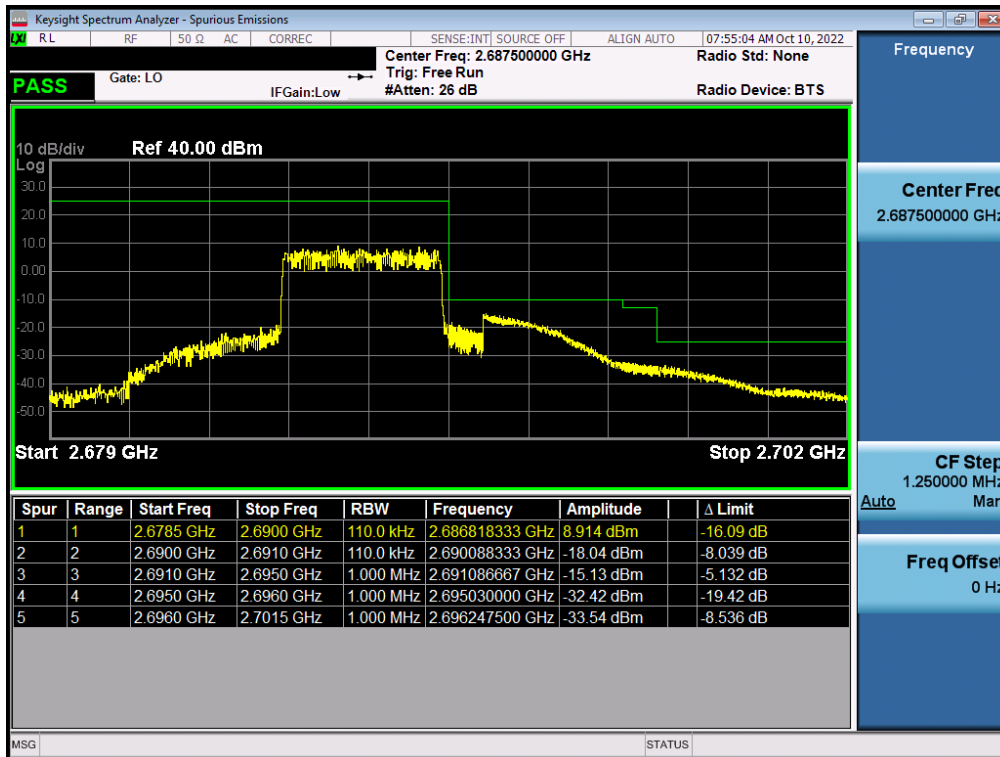 Keysight Spectrum Analyzer - Spurious Emissions
LXI RL RF 50 Ω AC CORREC SENSE:INT SOURCE OFF ALIGN AUTO 07:55:04 AM Oct 10, 2022
PASS
Gate: LO
IFGain:Low
Center Freq: 2.687500000 GHz
Trig: Free Run
#Atten: 26 dB
Radio Std: None
Radio Device: BTS
10 dB/div Ref 40.00 dBm
Log
30.0
20.0
10.0
0.00
-10.0
-20.0
-30.0
-40.0
-50.0
Start 2.679 GHz Stop 2.702 GHz
Spur Range Start Freq Stop Freq RBW Frequency Amplitude Δ Limit
1 1 2.6785 GHz 2.6900 GHz 110.0 kHz 2.686818333 GHz 8.914 dBm -16.09 dB
2 2 2.6900 GHz 2.6910 GHz 110.0 kHz 2.690088333 GHz -18.04 dBm -8.039 dB
3 3 2.6910 GHz 2.6950 GHz 1.000 MHz 2.691086667 GHz -15.13 dBm -5.132 dB
4 4 2.6950 GHz 2.6960 GHz 1.000 MHz 2.695030000 GHz -32.42 dBm -19.42 dB
5 5 2.6960 GHz 2.7015 GHz 1.000 MHz 2.696247500 GHz -33.54 dBm -8.536 dB
MSG STATUS
Frequency
Center Freq
2.687500000 GHz
CF Step
1.250000 MHz
Auto Man
Freq Offset
0 Hz